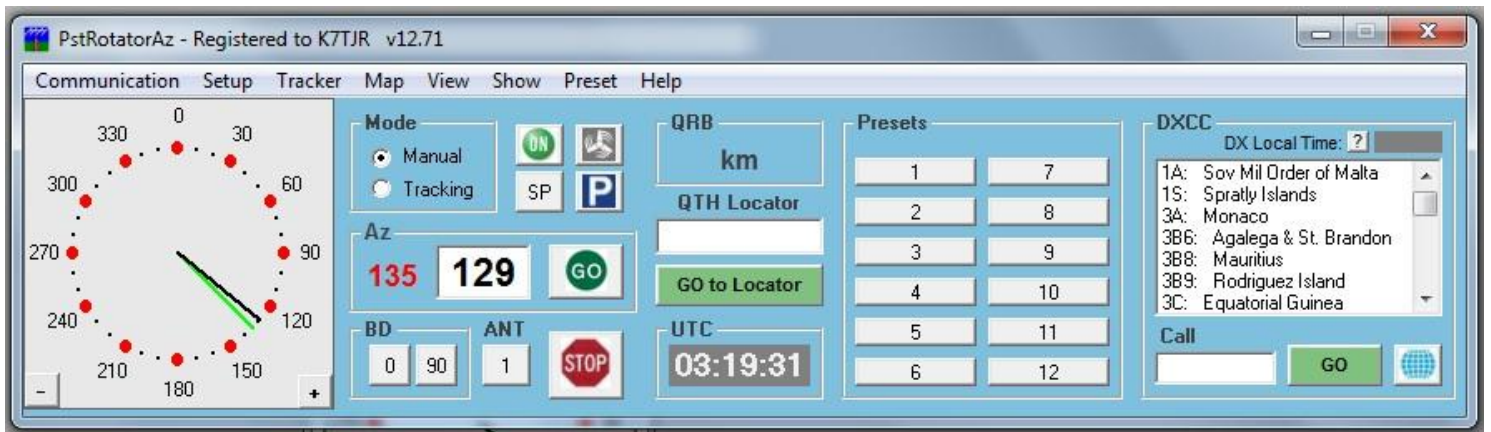 PstRotatorAz - Registered to K7TJR v12.71
Communication Setup Tracker Map View Show Preset Help
0
30
60
90
120
150
180
210
240
270
300
330
-
+
Mode
Manual
Tracking
ON
SP
P
Az
135
129
GO
BD
0
90
ANT
1
STOP
QRB
km
QTH Locator
GO to Locator
UTC
03:19:31
Presets
1
2
3
4
5
6
7
8
9
10
11
12
DXCC
DX Local Time: ?
1A: Sov Mil Order of Malta
1S: Spratly Islands
3A: Monaco
3B6: Agalega & St. Brandon
3B8: Mauritius
3B9: Rodriguez Island
3C: Equatorial Guinea
Call
GO